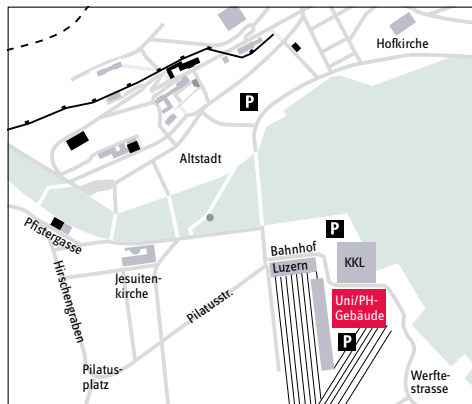 Hofkirche
P
Altstadt
Pfistergasse
Hirschengraben
Jesuiten-
kirche
Pilatusstr.
Pilatus-
platz
P
Bahnhof
Luzern
KKL
Uni/PH-
Gebäude
P
Werfte-
strasse